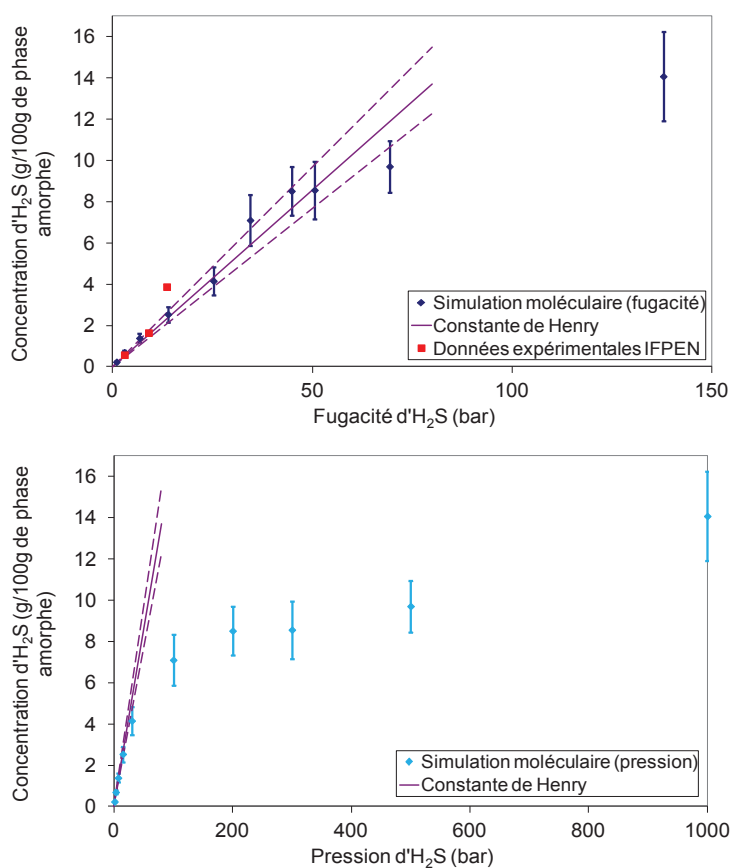 Concentration d'H₂S (g/100g de phase
amorphe)
16
14
12
10
8
6
4
2
0
0
50
100
150
Fugacité d'H₂S (bar)
Simulation moléculaire (fugacité)
Constante de Henry
Données expérimentales IFPEN
Concentration d'H₂S (g/100g de phase
amorphe)
16
14
12
10
8
6
4
2
0
0
200
400
600
800
1000
Pression d'H₂S (bar)
Simulation moléculaire (pression)
Constante de Henry